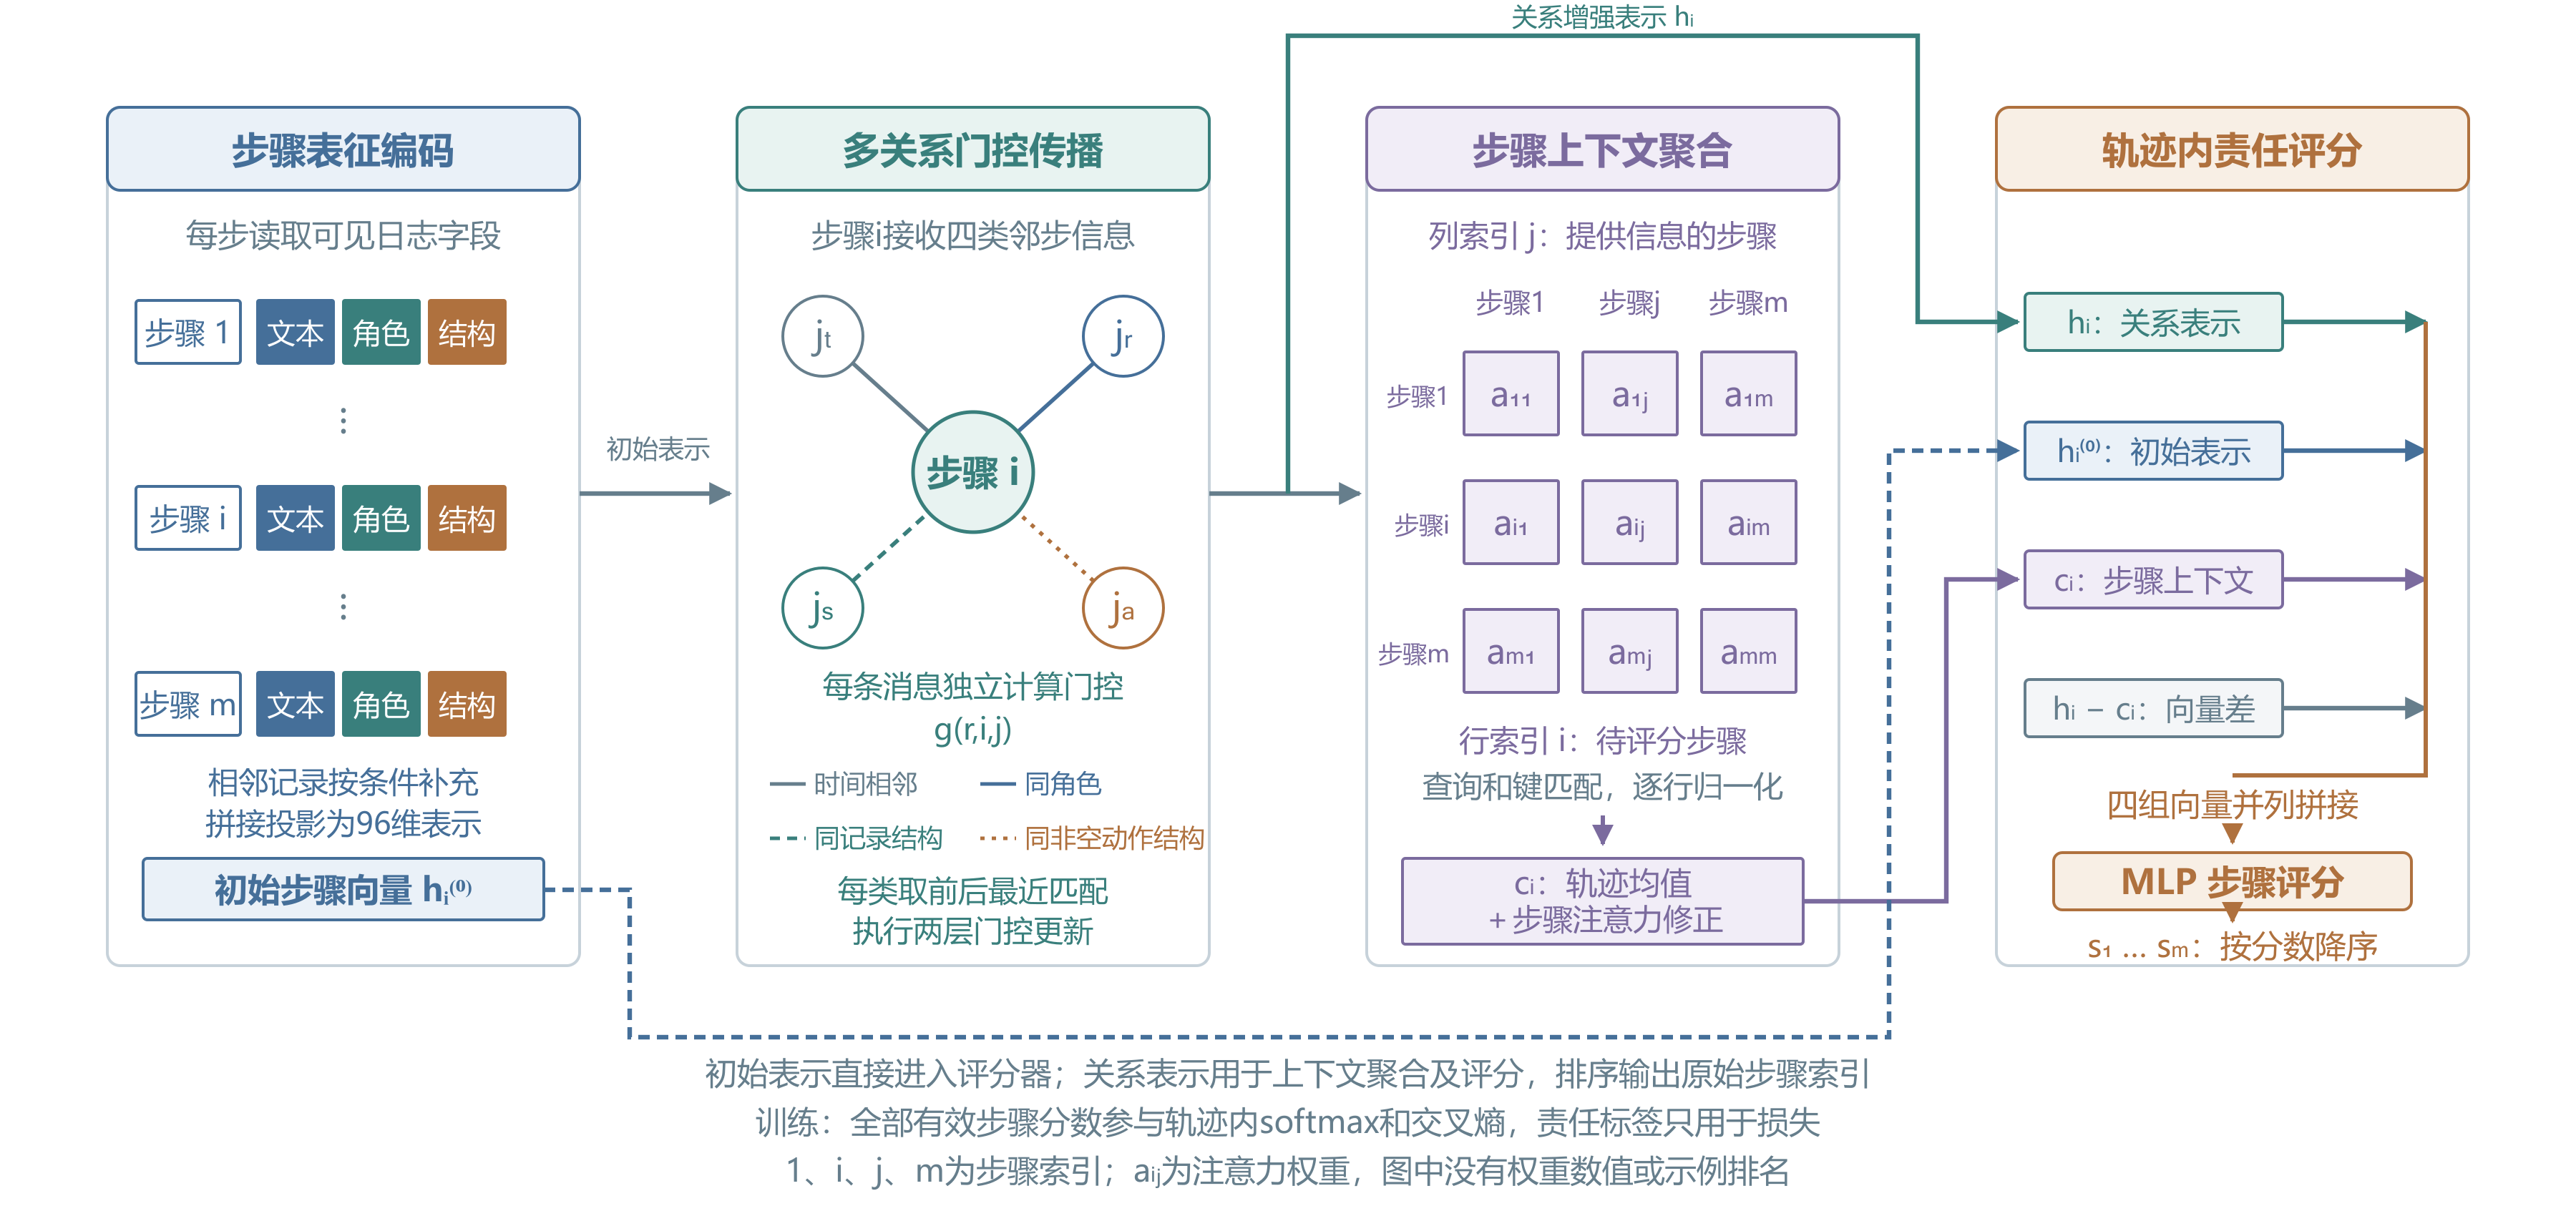 关系增强表示 hᵢ
步骤表征编码
每步读取可见日志字段
步骤 1 文本 角色 结构
⋮
步骤 i 文本 角色 结构
⋮
步骤 m 文本 角色 结构
相邻记录按条件补充
拼接投影为96维表示
初始步骤向量 hᵢ⁽⁰⁾
初始表示
多关系门控传播
步骤i接收四类邻步信息
jₜ jᵣ
步骤 i
jₛ jₐ
每条消息独立计算门控
g(r,i,j)
时间相邻 同角色
同记录结构 同非空动作结构
每类取前后最近匹配
执行两层门控更新
步骤上下文聚合
列索引 j：提供信息的步骤
步骤1 步骤j 步骤m
步骤1 a₁₁ a₁ⱼ a₁ₘ
步骤i aᵢ₁ aᵢⱼ aᵢₘ
步骤m aₘ₁ aₘⱼ aₘₘ
行索引 i：待评分步骤
查询和键匹配，逐行归一化
cᵢ：轨迹均值
+ 步骤注意力修正
轨迹内责任评分
hᵢ：关系表示
hᵢ⁽⁰⁾：初始表示
cᵢ：步骤上下文
hᵢ − cᵢ：向量差
四组向量并列拼接
MLP 步骤评分
s₁ … sₘ：按分数降序
初始表示直接进入评分器；关系表示用于上下文聚合及评分，排序输出原始步骤索引
训练：全部有效步骤分数参与轨迹内softmax和交叉熵，责任标签只用于损失
1、i、j、m为步骤索引；aᵢⱼ为注意力权重，图中没有权重数值或示例排名